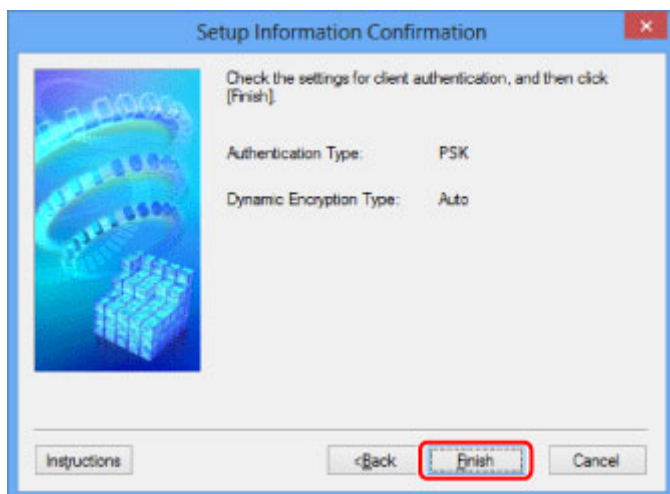 Setup Information Confirmation
Check the settings for client authentication, and then click
[Finish].
Authentication Type: PSK
Dynamic Encryption Type: Auto
Instructions <Back Finish Cancel